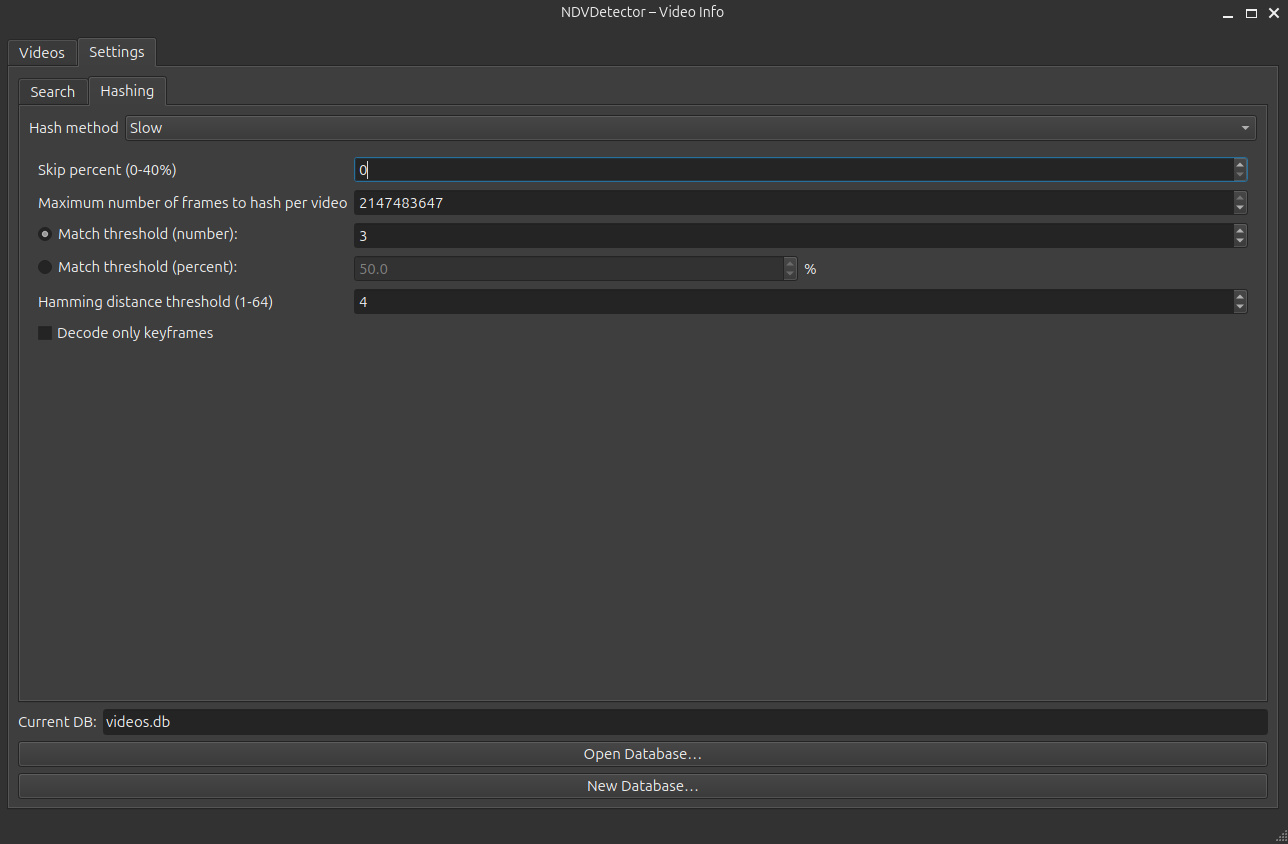 NDVDetector – Video Info
Videos Settings
Search Hashing
Hash method Slow
Skip percent (0-40%) 0
Maximum number of frames to hash per video 2147483647
Match threshold (number): 3
Match threshold (percent): 50.0 %
Hamming distance threshold (1-64) 4
Decode only keyframes
Current DB: videos.db
Open Database…
New Database…